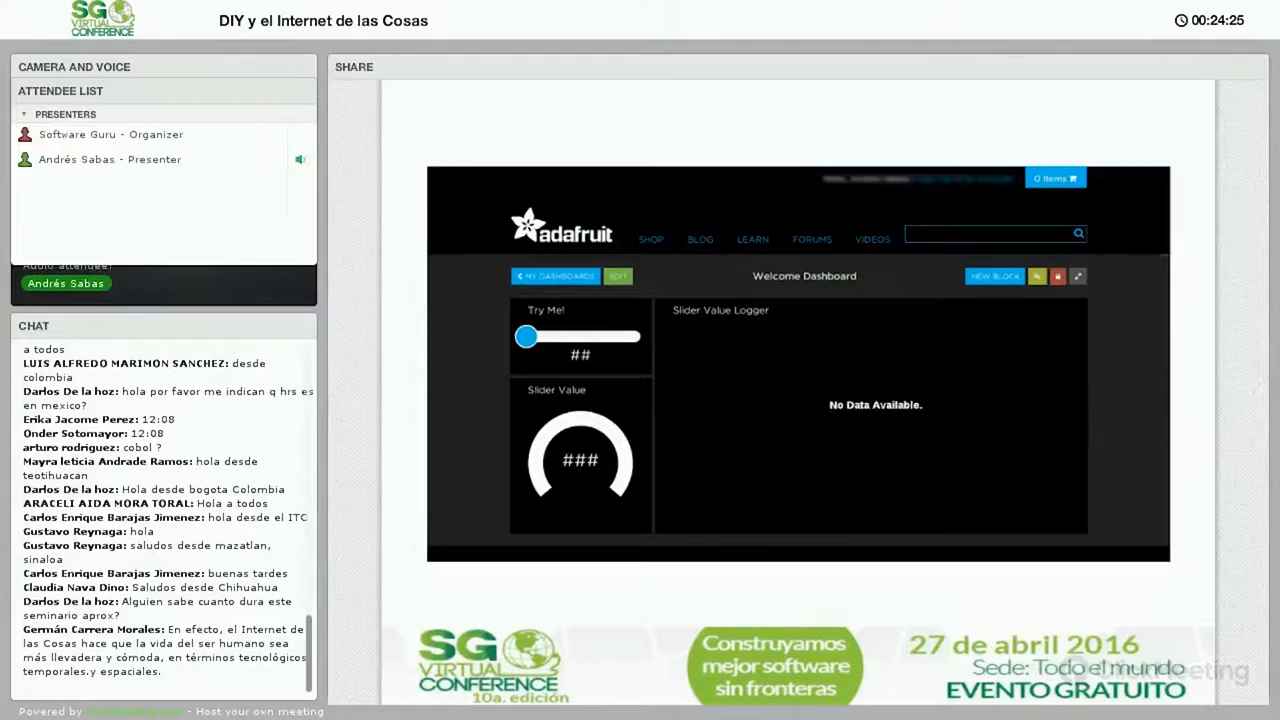 SG
VIRTUAL
CONFERENCE
DIY y el Internet de las Cosas
00:24:25
CAMERA AND VOICE
ATTENDEE LIST
PRESENTERS
Software Guru - Organizer
Andrés Sabas - Presenter
Audio attendee:
Andrés Sabas
CHAT
a todos
LUIS ALFREDO MARIMON SANCHEZ: desde
colombia
Darlos De la hoz: hola por favor me indican q hrs es
en mexico?
Erika Jacome Perez: 12:08
Onder Sotomayor: 12:08
arturo rodriguez: cobol ?
Mayra leticia Andrade Ramos: hola desde
teotihuacan
Darlos De la hoz: Hola desde bogota Colombia
ARACELI AIDA MORA TORAL: Hola a todos
Carlos Enrique Barajas Jimenez: hola desde el ITC
Gustavo Reynaga: hola
Gustavo Reynaga: saludos desde mazatlan,
sinaloa
Carlos Enrique Barajas Jimenez: buenas tardes
Claudia Nava Dino: Saludos desde Chihuahua
Darlos De la hoz: Alguien sabe cuanto dura este
seminario aprox?
Germán Carrera Morales: En efecto, el Internet de
las Cosas hace que la vida del ser humano sea
más llevadera y cómoda, en términos tecnológicos
temporales.y espaciales.
Powered by ClickMeeting.com - Host your own meeting
SHARE
0 Items
adafruit
SHOP BLOG LEARN FORUMS VIDEOS
MY DASHBOARDS EDIT Welcome Dashboard NEW BLOCK
Try Me!
##
Slider Value
###
Slider Value Logger
No Data Available.
SG
VIRTUAL
CONFERENCE
10a. edición
Construyamos
mejor software
sin fronteras
27 de abril 2016
Sede: Todo el mundo
EVENTO GRATUITO
ClickMeeting